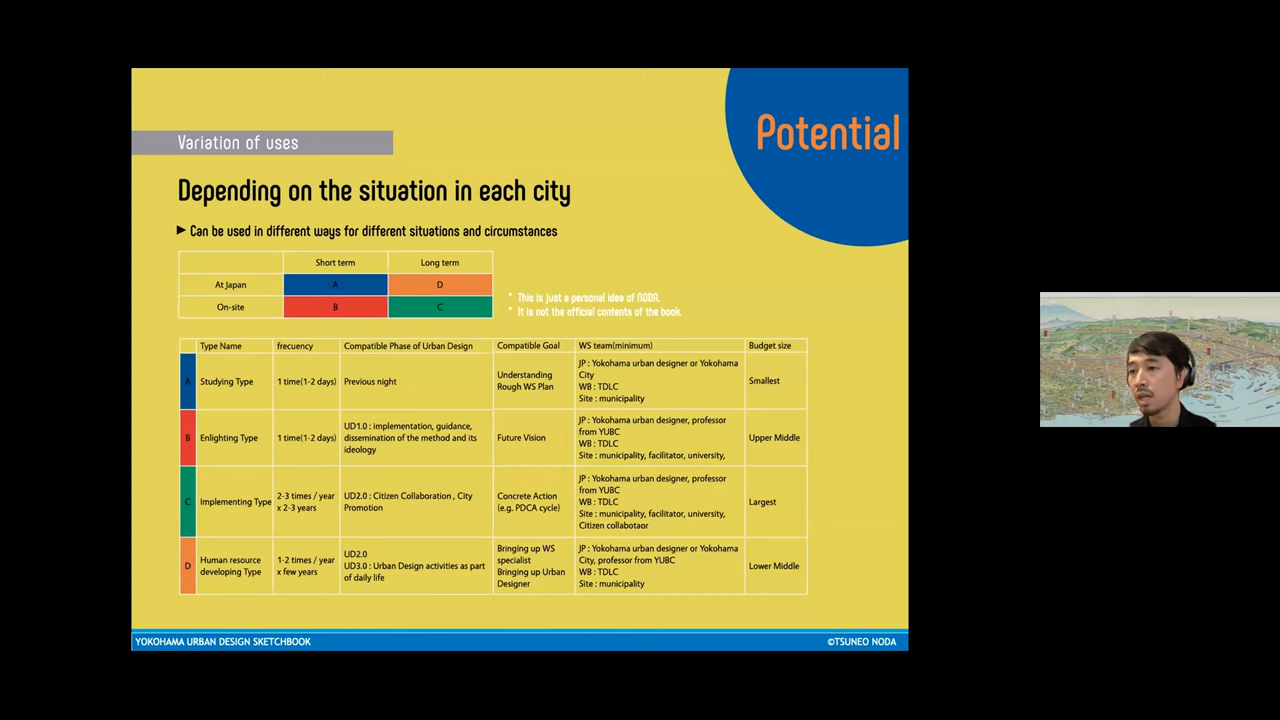 Potential
Variation of uses
Depending on the situation in each city
▶ Can be used in different ways for different situations and circumstances
Short term Long term
At Japan A D
On-site B C
* This is just a personal idea of NODA.
* It is not the official contents of the book.
Type Name frecuency Compatible Phase of Urban Design Compatible Goal WS team(minimum) Budget size
A Studying Type 1 time(1-2 days) Previous night
Understanding
Rough WS Plan
JP : Yokohama urban designer or Yokohama
City
WB : TDLC
Site : municipality
Smallest
B Enlighting Type 1 time(1-2 days)
UD1.0 : implementation, guidance,
dissemination of the method and its
ideology
Future Vision
JP : Yokohama urban designer, professor
from YUBC
WB : TDLC
Site : municipality, facilitator, university,
Upper Middle
C Implementing Type
2-3 times / year
x 2-3 years
UD2.0 : Citizen Collaboration , City
Promotion
Concrete Action
(e.g. PDCA cycle)
JP : Yokohama urban designer, professor
from YUBC
WB : TDLC
Site : municipality, facilitator, university,
Citizen collabotaor
Largest
D
Human resource
developing Type
1-2 times / year
x few years
UD2.0
UD3.0 : Urban Design activities as part
of daily life
Bringing up WS
specialist
Bringing up Urban
Designer
JP : Yokohama urban designer or Yokohama
City, professor from YUBC
WB : TDLC
Site : municipality
Lower Middle
YOKOHAMA URBAN DESIGN SKETCHBOOK
©TSUNEO NODA